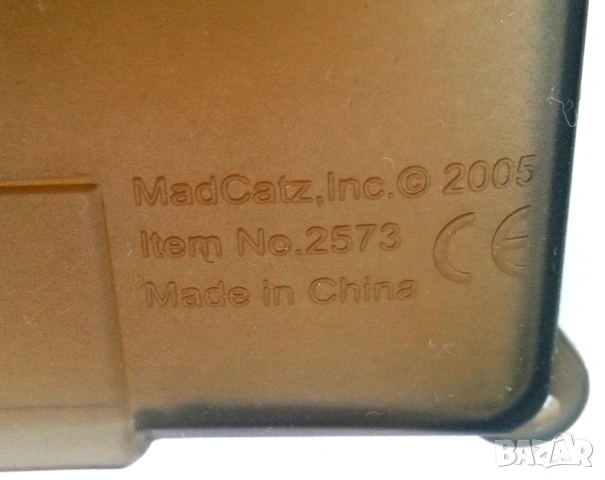 MadCatz,Inc.© 2005
Item No.2573
CE
Made in China
BAZAR